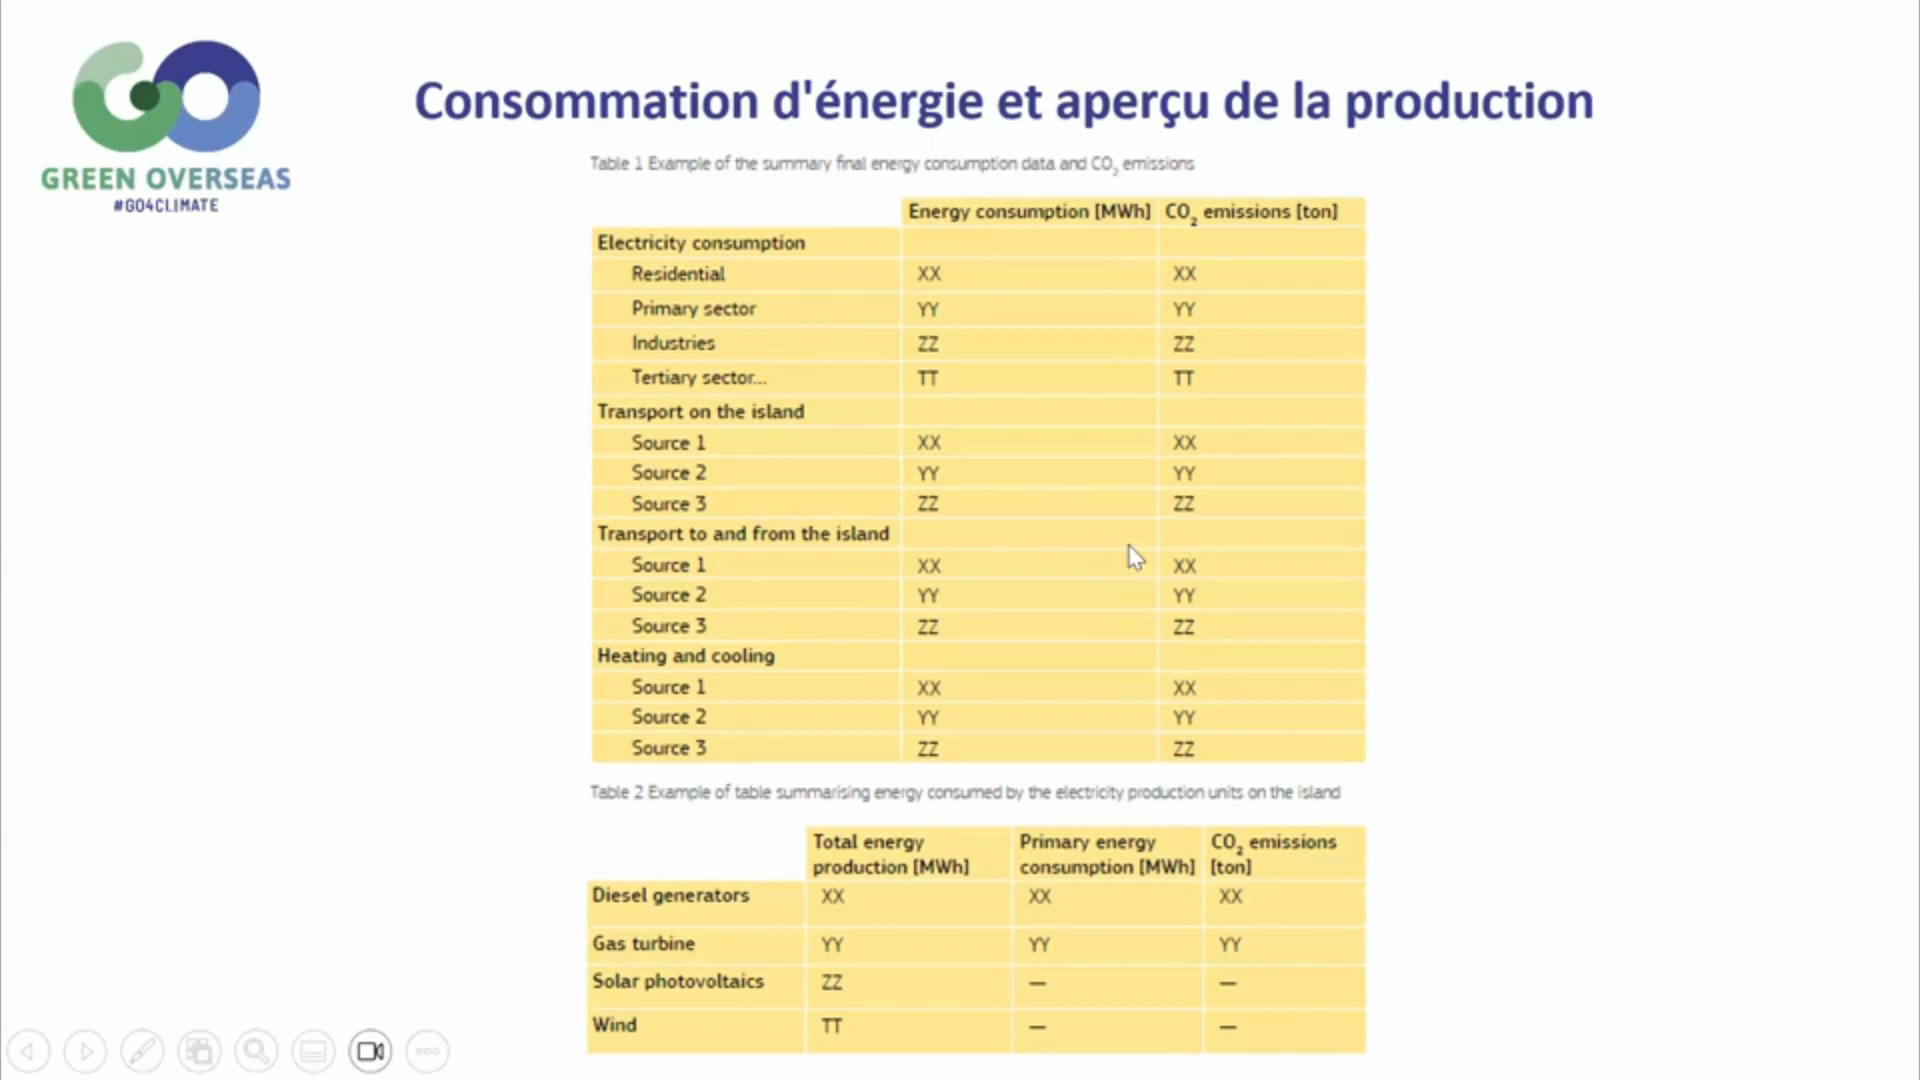 GREEN OVERSEAS
#GO4CLIMATE
Consommation d'énergie et aperçu de la production
Table 1 Example of the summary final energy consumption data and CO₂ emissions
Energy consumption [MWh] CO₂ emissions [ton]
Electricity consumption
Residential XX XX
Primary sector YY YY
Industries ZZ ZZ
Tertiary sector... TT TT
Transport on the island
Source 1 XX XX
Source 2 YY YY
Source 3 ZZ ZZ
Transport to and from the island
Source 1 XX XX
Source 2 YY YY
Source 3 ZZ ZZ
Heating and cooling
Source 1 XX XX
Source 2 YY YY
Source 3 ZZ ZZ
Table 2 Example of table summarising energy consumed by the electricity production units on the island
Total energy production [MWh] Primary energy consumption [MWh] CO₂ emissions [ton]
Diesel generators XX XX XX
Gas turbine YY YY YY
Solar photovoltaics ZZ — —
Wind TT — —